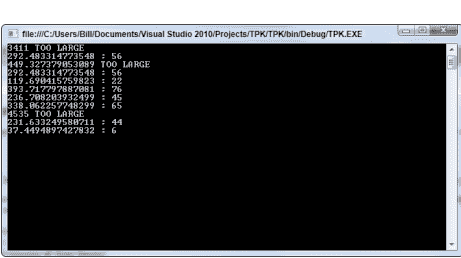 file:///C:/Users/Bill/Documents/Visual Studio 2010/Projects/TPK/TPK/bin/Debug/TPK.EXE
3411 TOO LARGE
292.483314773548 : 56
449.327379053089 TOO LARGE
292.483314773548 : 56
119.690415759823 : 22
393.717797887081 : 76
236.708203932499 : 45
338.062257748299 : 65
4535 TOO LARGE
231.633249580711 : 44
37.4494897427832 : 6